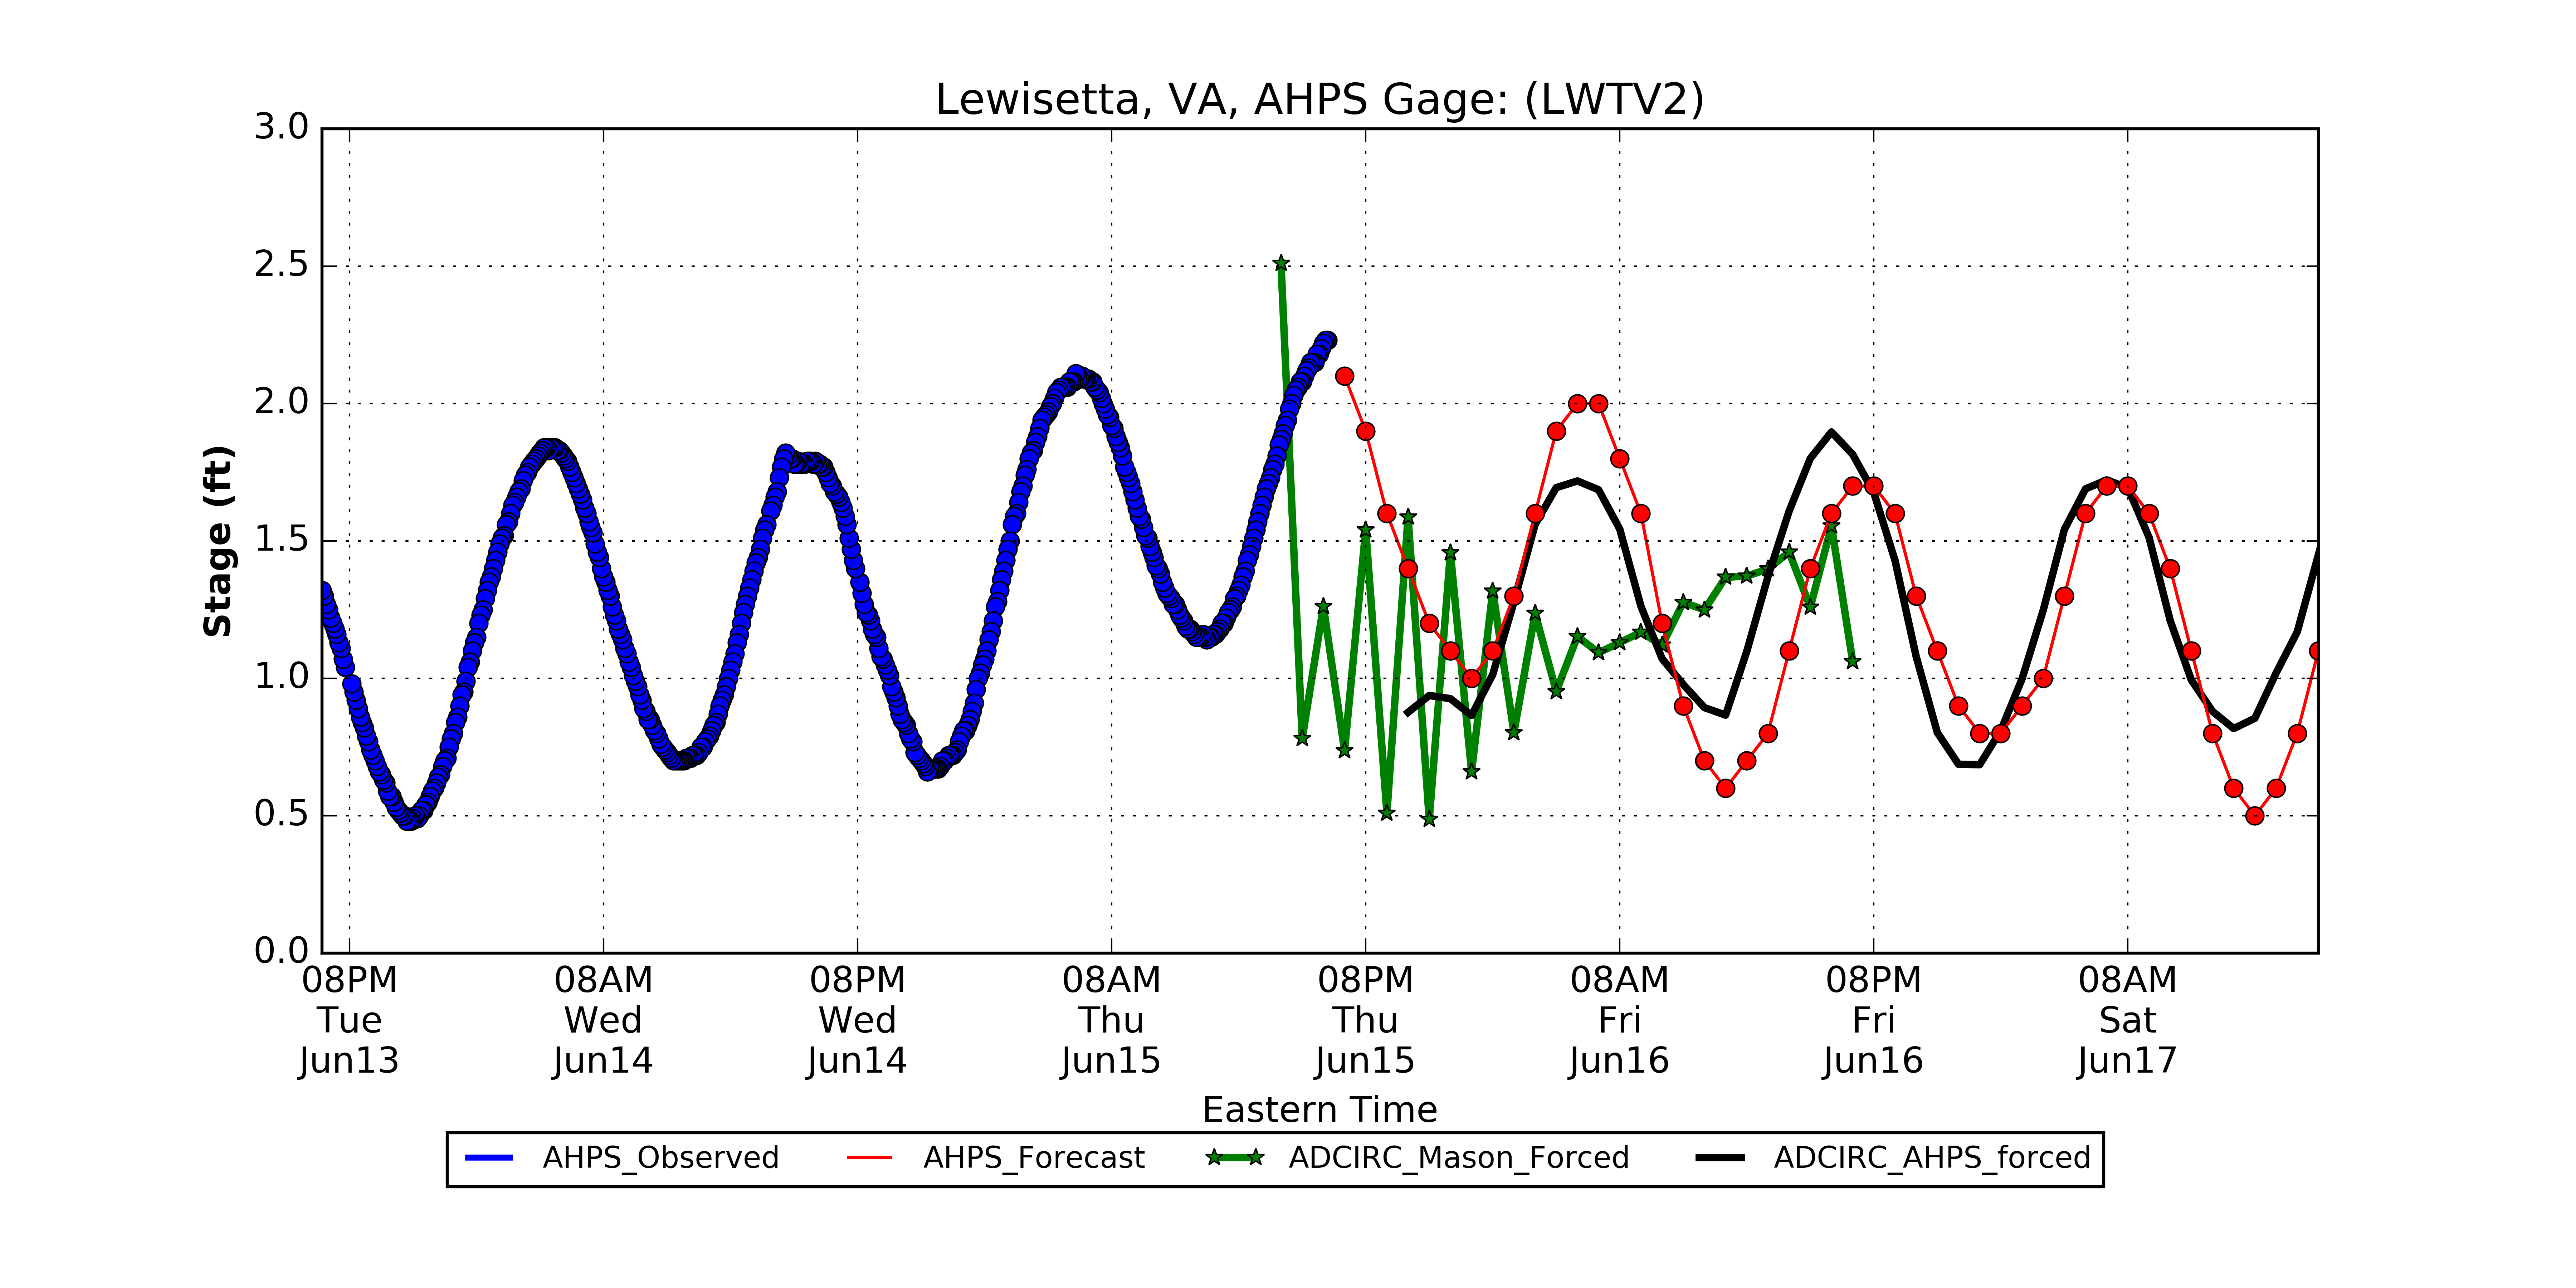 Lewisetta, VA, AHPS Gage: (LWTV2)
Stage (ft)
3.0
2.5
2.0
1.5
1.0
0.5
0.0
08PM
Tue
Jun13
08AM
Wed
Jun14
08PM
Wed
Jun14
08AM
Thu
Jun15
08PM
Thu
Jun15
08AM
Fri
Jun16
08PM
Fri
Jun16
08AM
Sat
Jun17
Eastern Time
AHPS_Observed
AHPS_Forecast
ADCIRC_Mason_Forced
ADCIRC_AHPS_forced